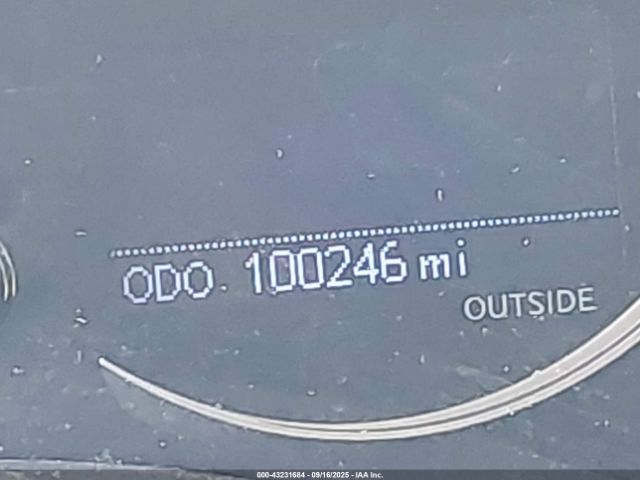 ODO 100246 mi
OUTSIDE
000-43231684 - 09/16/2025 - IAA Inc.